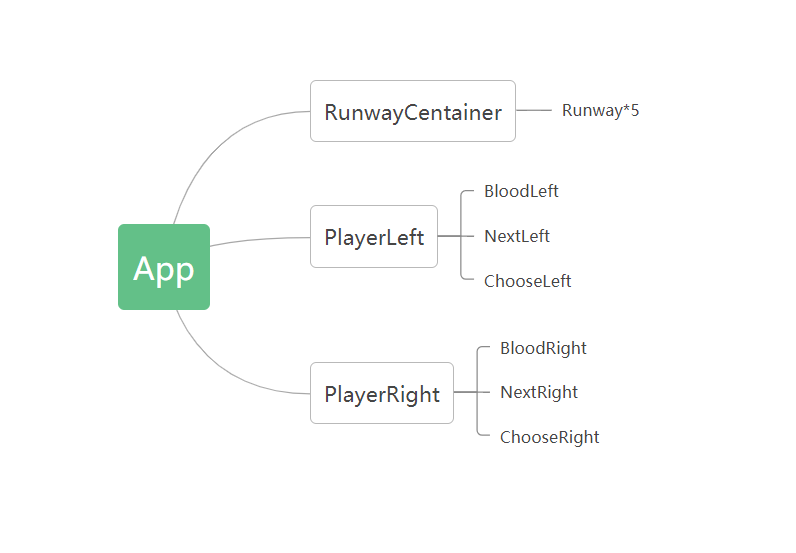 RunwayCentainer
Runway*5
App
PlayerLeft
BloodLeft
NextLeft
ChooseLeft
PlayerRight
BloodRight
NextRight
ChooseRight